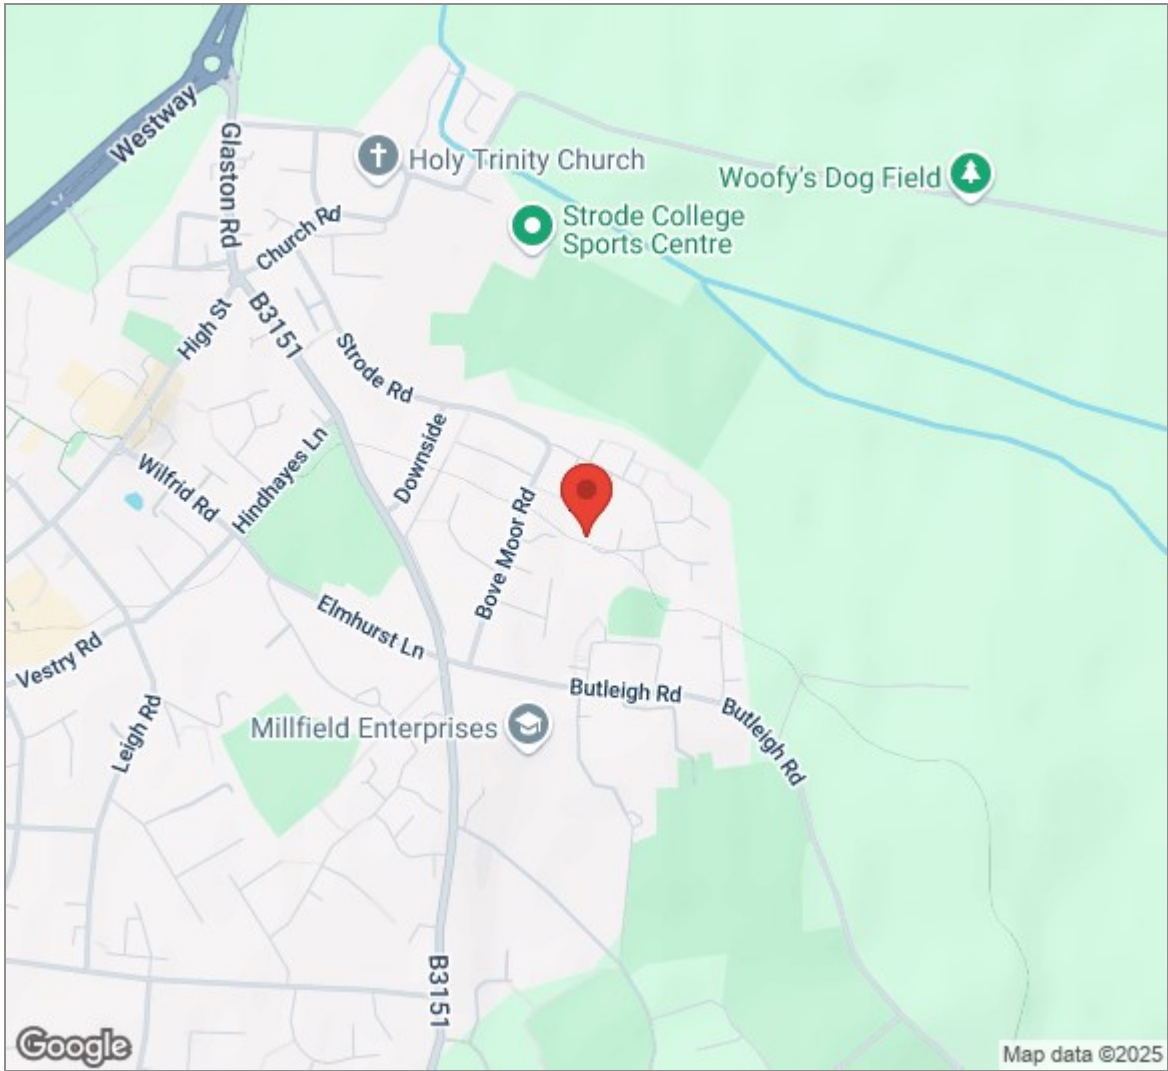 Westway
Glaston Rd
Holy Trinity Church
Woofy's Dog Field
Strode College
Sports Centre
Church Rd
High St
B3151
Strode Rd
Downside
Hindhayes Ln
Wilfrid Rd
Bove Moor Rd
Elmhurst Ln
Vestry Rd
Butleigh Rd
Butleigh Rd
Leigh Rd
Millfield Enterprises
B3151
Google
Map data ©2025